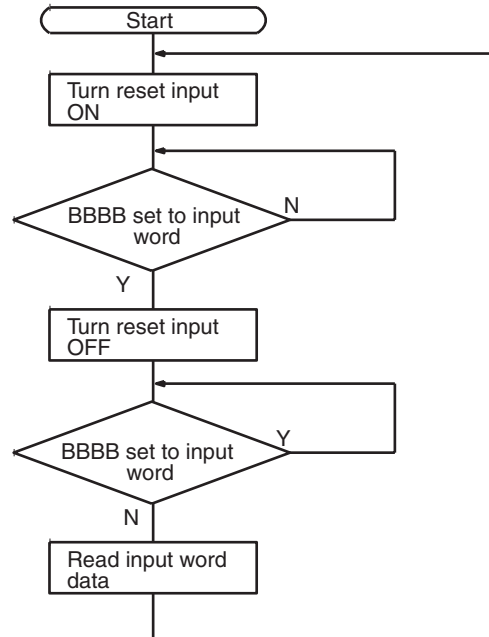 Start
Turn reset input
ON
BBBB set to input
word
N
Y
Turn reset input
OFF
BBBB set to input
word
Y
N
Read input word
data